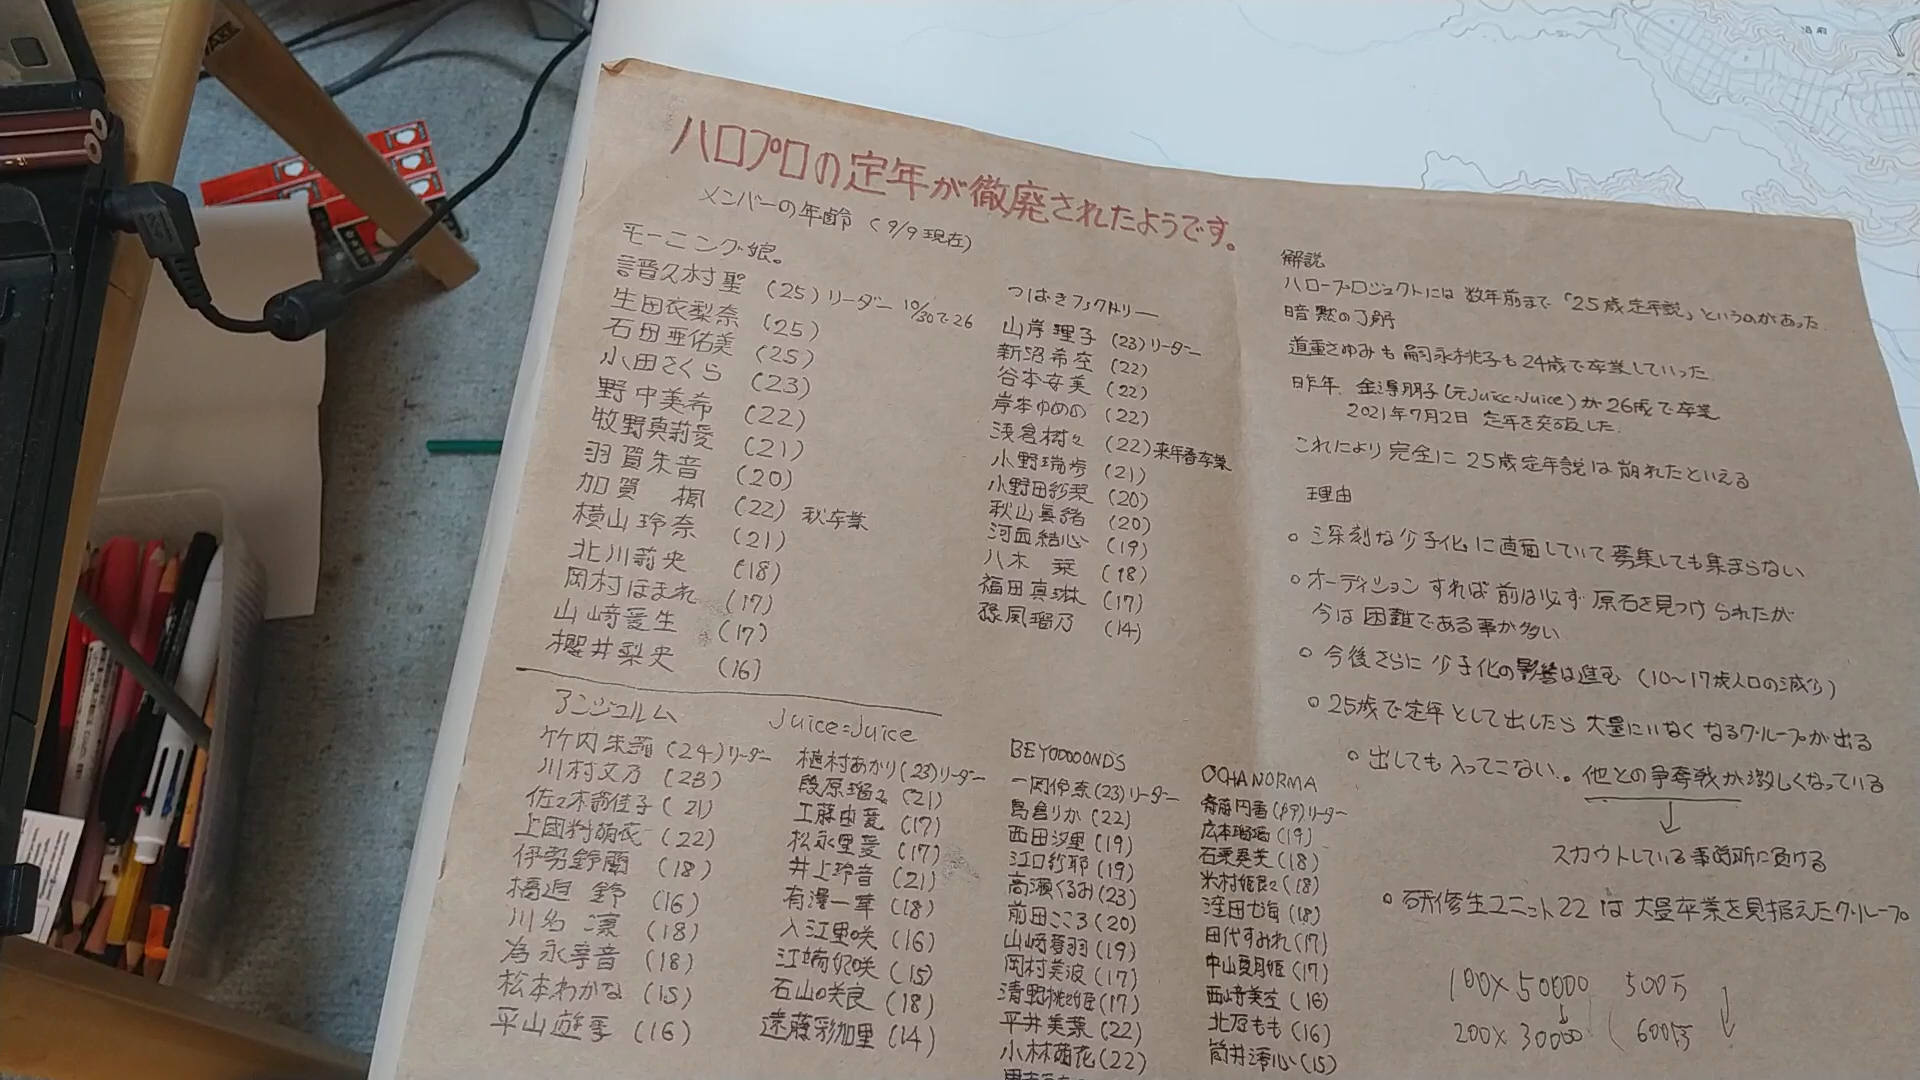 ハロプロの定年が徹廃されたようです。
メンバーの年齢（9/9現在）
モーニング娘。
譜久村聖（25）リーダー 10/30で26
生田衣梨奈（25）
石田亜佑美（25）
小田さくら（23）
野中美希（22）
牧野真莉愛（21）
羽賀朱音（20）
加賀 楓（22）秋卒業
横山玲奈（21）
北川莉央（18）
岡村ほまれ（17）
山﨑愛生（17）
櫻井梨央（16）
つばきファクトリー
山岸理子（23）リーダー
新沼希空（22）
谷本安美（22）
岸本ゆめの（22）
浅倉樹々（22）来年春卒業
小野瑞歩（21）
小野田紗栞（20）
秋山眞緒（20）
河西結心（19）
八木 栞（18）
福田真琳（17）
豫風瑠乃（14）
アンジュルム
竹内朱莉（24）リーダー
川村文乃（23）
佐々木莉佳子（21）
上國料萌衣（22）
伊勢鈴蘭（18）
橋迫 鈴（16）
川名 凜（18）
為永幸音（18）
松本わかな（15）
平山遊季（16）
Juice=Juice
植村あかり（23）リーダー
段原瑠々（21）
工藤由愛（17）
松永里愛（17）
井上玲音（21）
有澤一華（18）
入江里咲（16）
江端妃咲（15）
石山咲良（18）
遠藤彩加里（14）
BEYOOOOONDS
一岡伶奈（23）リーダー
島倉りか（22）
西田汐里（19）
江口紗耶（19）
高瀬くるみ（23）
前田こころ（20）
山﨑夢羽（19）
岡村美波（17）
清野桃々姫（17）
平井美葉（22）
小林萌花（22）
OCHA NORMA
斉藤円香（19）リーダー
広本瑠璃（19）
石栗奏美（18）
米村姫良々（18）
窪田七海（18）
田代すみれ（17）
中山夏月姫（17）
西﨑美空（16）
北原もも（16）
筒井澪心（15）
解説
ハロープロジェクトには 数年前まで「25歳定年説」というのがあった
暗黙の了解
道重さゆみも 嗣永桃子も24歳で卒業していった
昨年 金澤朋子（元Juice=Juice）が26歳で卒業
2021年7月2日 定年を突破した
これにより完全に 25歳定年説は崩れたといえる
理由
○ 深刻な少子化に直面していて 募集しても集まらない
○ オーディションすれば 前は必ず 原石を見つけられたが
今は困難である事が多い
○ 今後さらに少子化の影響は進む（10〜17歳人口の減少）
○ 25歳で定年として出したら 大量にいなくなるグループが出る
○ 出しても入ってこない。他との争奪戦が激しくなっている
↓
スカウトしている事務所に負ける
○ 研修生ユニット22は 大量卒業を見据えたグループ
100×50000 500万
200×30000 600万